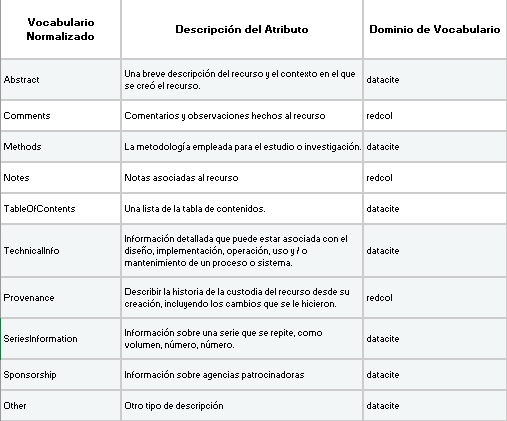 Vocabulario
Normalizado
Descripción del Atributo
Dominio de Vocabulario
Abstract
Una breve descripción del recurso y el contexto en el que
se creó el recurso.
datacite
Comments
Comentarios y observaciones hechos al recurso
redcol
Methods
La metodología empleada para el estudio o investigación.
datacite
Notes
Notas asociadas al recurso
redcol
TableOfContents
Una lista de la tabla de contenidos.
datacite
TechnicalInfo
Información detallada que puede estar asociada con el
diseño, implementación, operación, uso y / o
mantenimiento de un proceso o sistema.
datacite
Provenance
Describir la historia de la custodia del recurso desde su
creación, incluyendo los cambios que se le hicieron.
redcol
SeriesInformation
Información sobre una serie que se repite, como
volumen, número, número.
datacite
Sponsorship
Información sobre agencias patrocinadoras
datacite
Other
Otro tipo de descripción
datacite